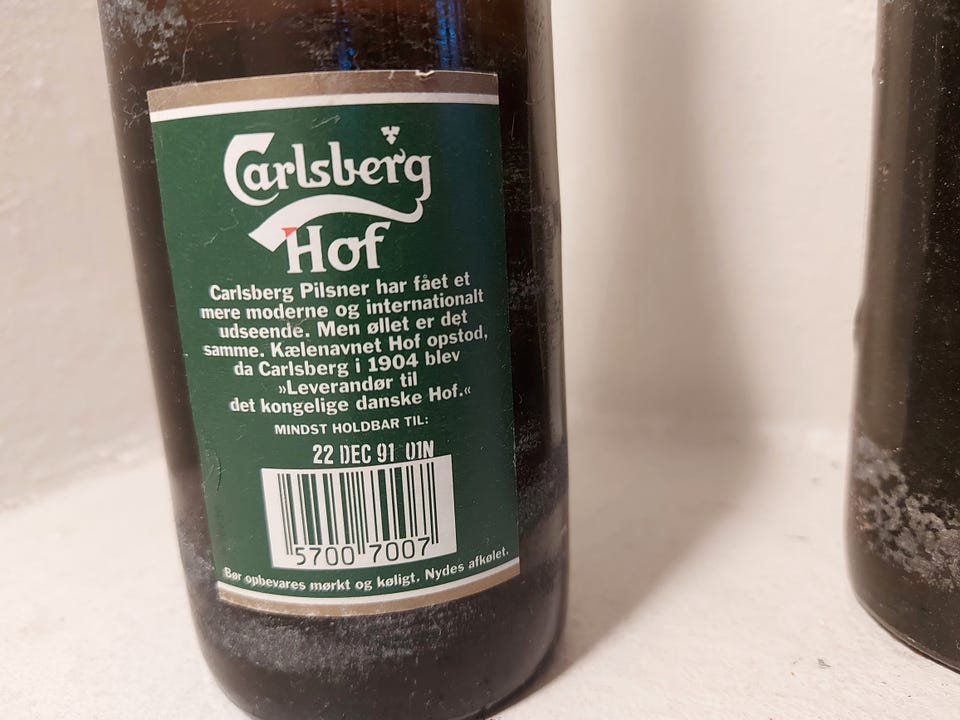 Carlsberg
Hof
Carlsberg Pilsner har fået et
mere moderne og internationalt
udseende. Men øllet er det
samme. Kælenavnet Hof opstod,
da Carlsberg i 1904 blev
»Leverandør til
det kongelige danske Hof.«
MINDST HOLDBAR TIL:
22 DEC 91 01N
5700 7007
Bør opbevares mørkt og køligt. Nydes afkølet.